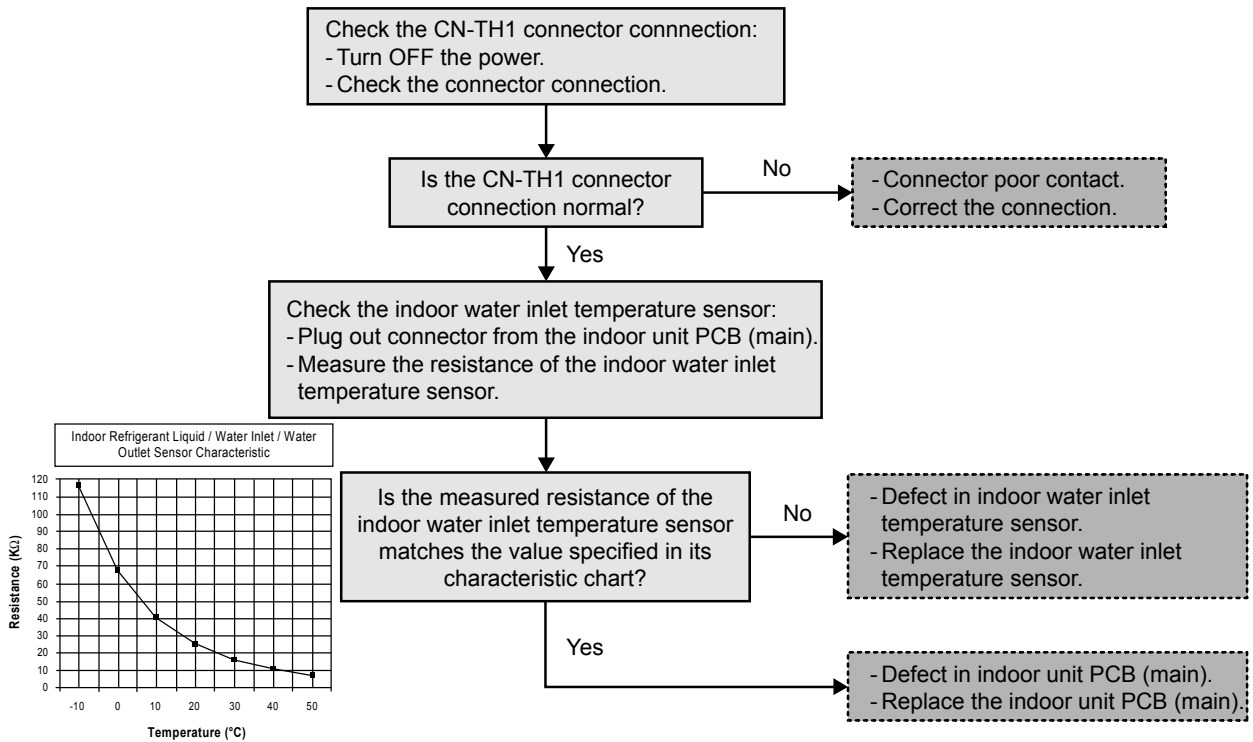 Check the CN-TH1 connector connnection:
- Turn OFF the power.
- Check the connector connection.
Is the CN-TH1 connector
connection normal?
No
- Connector poor contact.
- Correct the connection.
Yes
Check the indoor water inlet temperature sensor:
- Plug out connector from the indoor unit PCB (main).
- Measure the resistance of the indoor water inlet
temperature sensor.
Indoor Refrigerant Liquid / Water Inlet / Water
Outlet Sensor Characteristic
Resistance (KΩ)
120
110
100
90
80
70
60
50
40
30
20
10
0
-10 0 10 20 30 40 50
Temperature (°C)
Is the measured resistance of the
indoor water inlet temperature sensor
matches the value specified in its
characteristic chart?
No
- Defect in indoor water inlet
temperature sensor.
- Replace the indoor water inlet
temperature sensor.
Yes
- Defect in indoor unit PCB (main).
- Replace the indoor unit PCB (main).